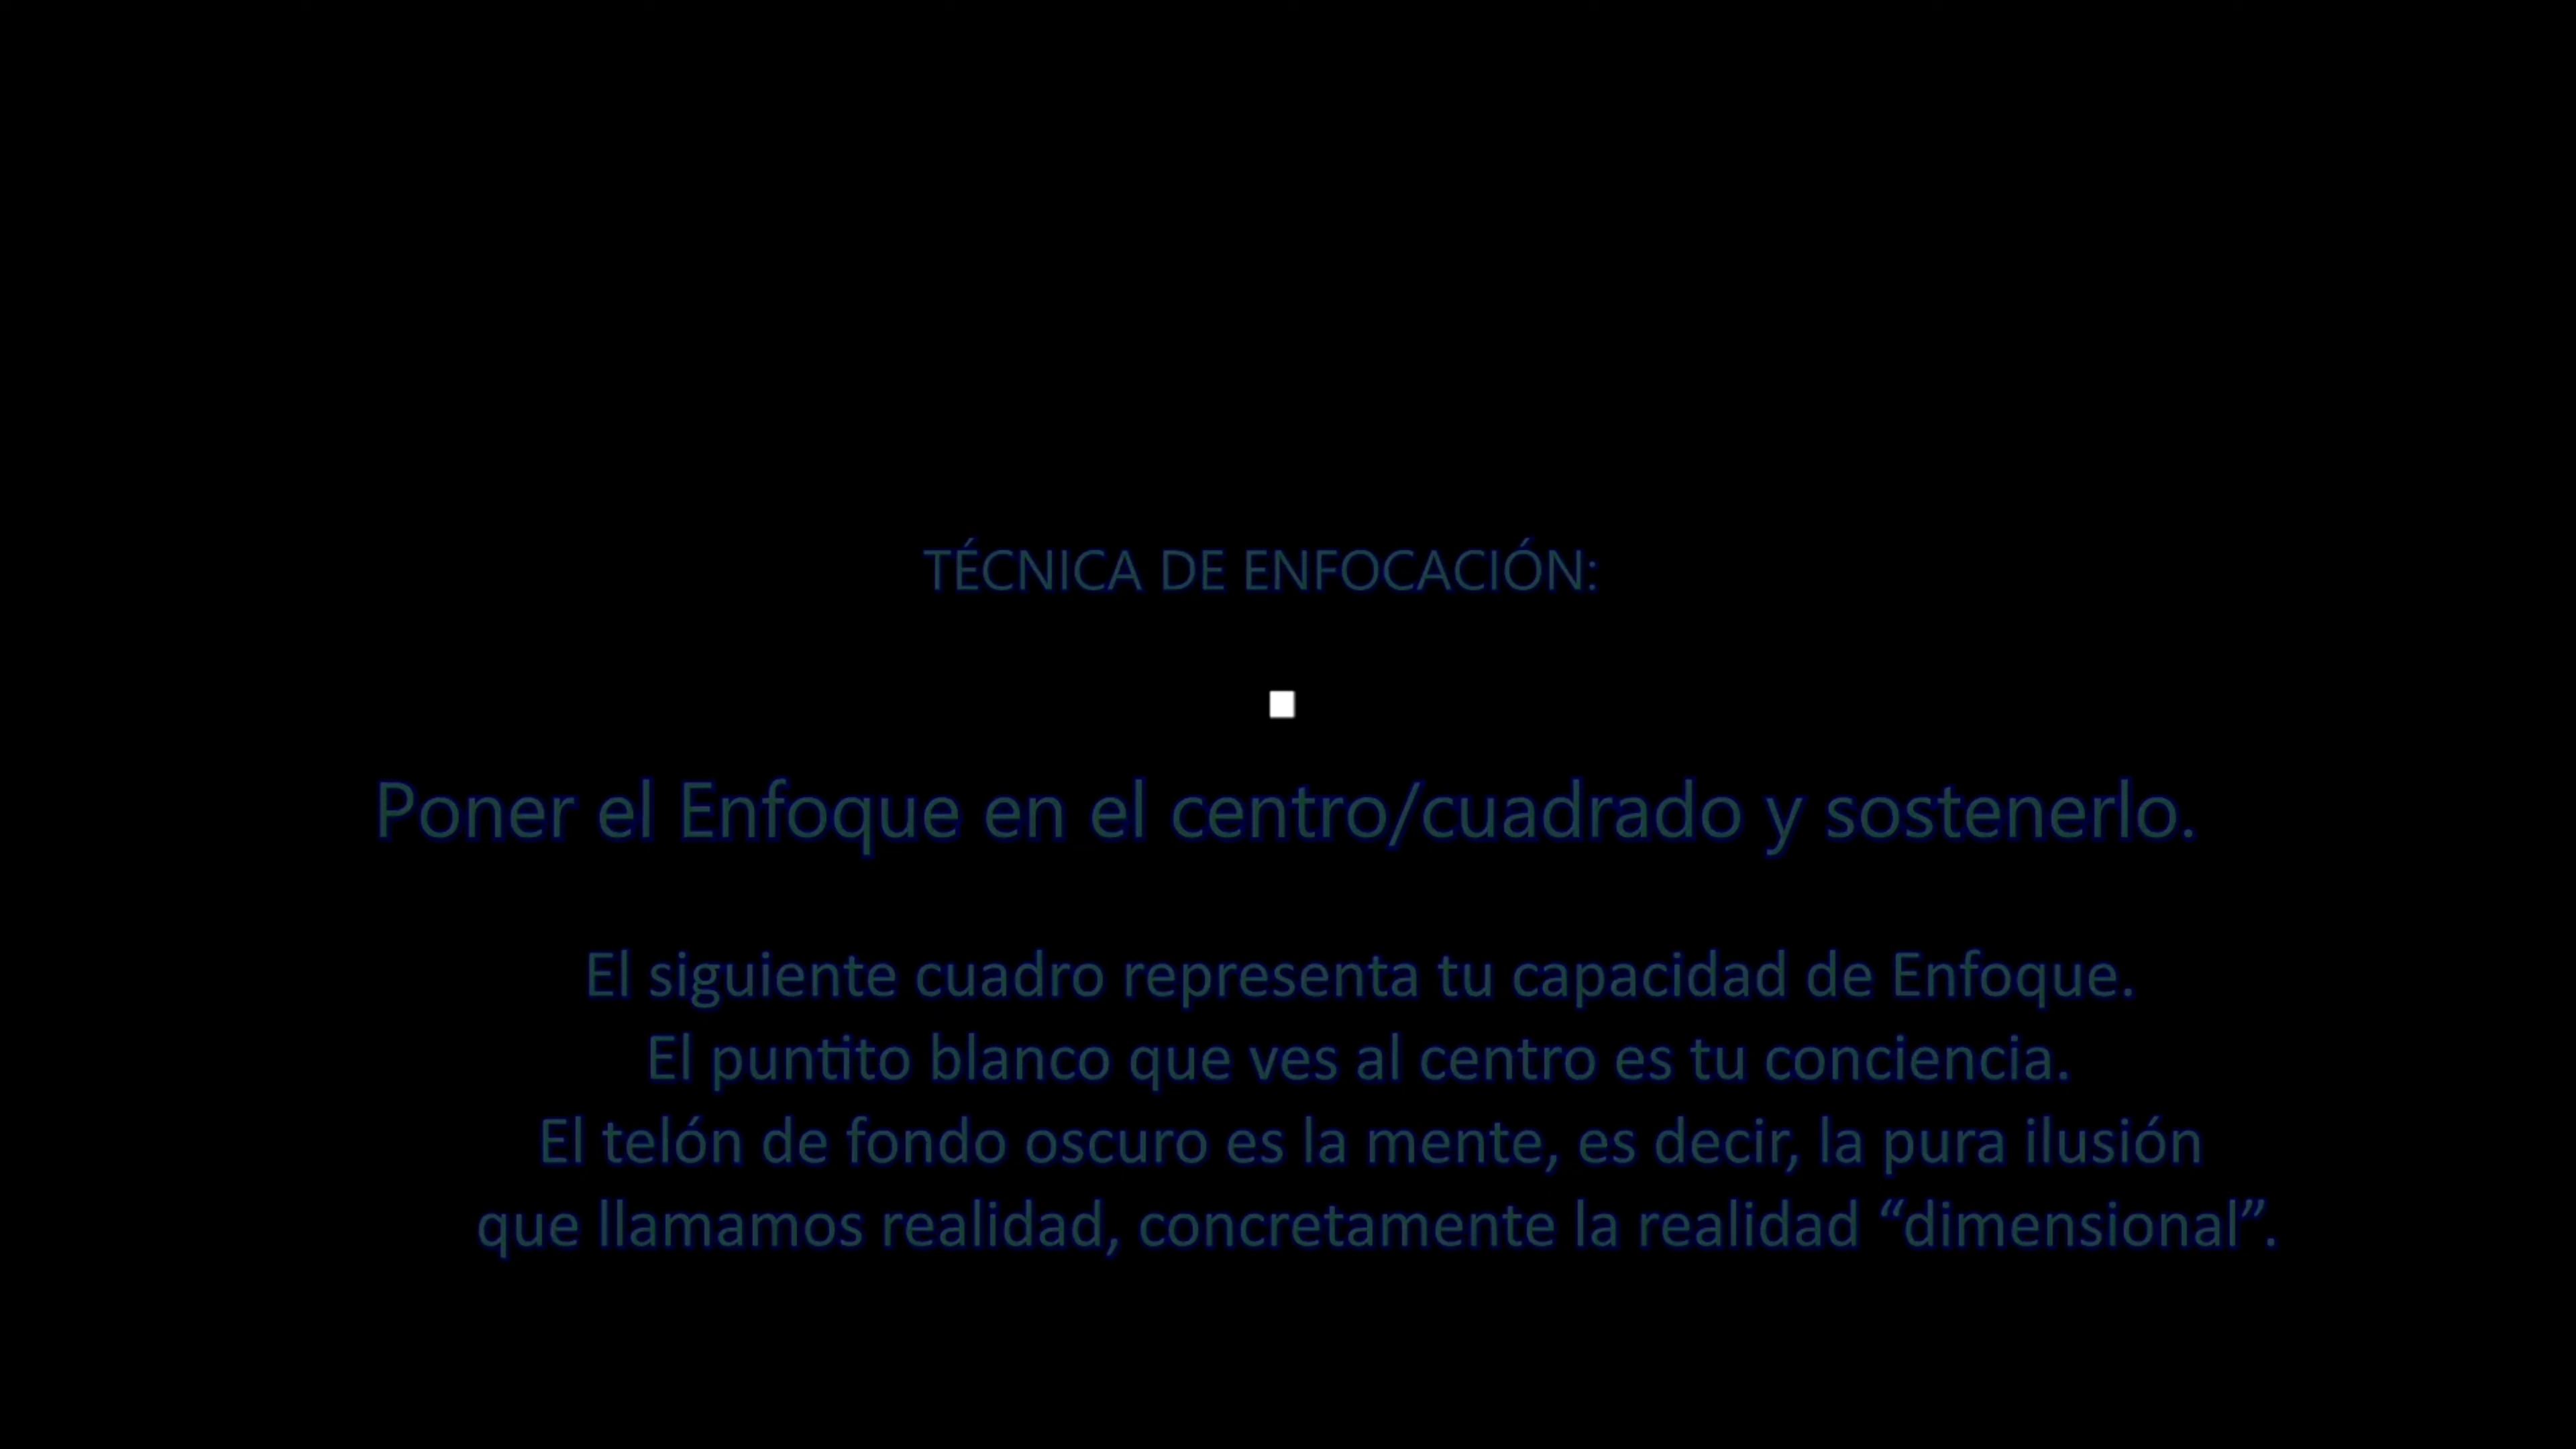 TÉCNICA DE ENFOCACIÓN:
Poner el Enfoque en el centro/cuadrado y sostenerlo.
El siguiente cuadro representa tu capacidad de Enfoque.
El puntito blanco que ves al centro es tu conciencia.
El telón de fondo oscuro es la mente, es decir, la pura ilusión
que llamamos realidad, concretamente la realidad “dimensional”.